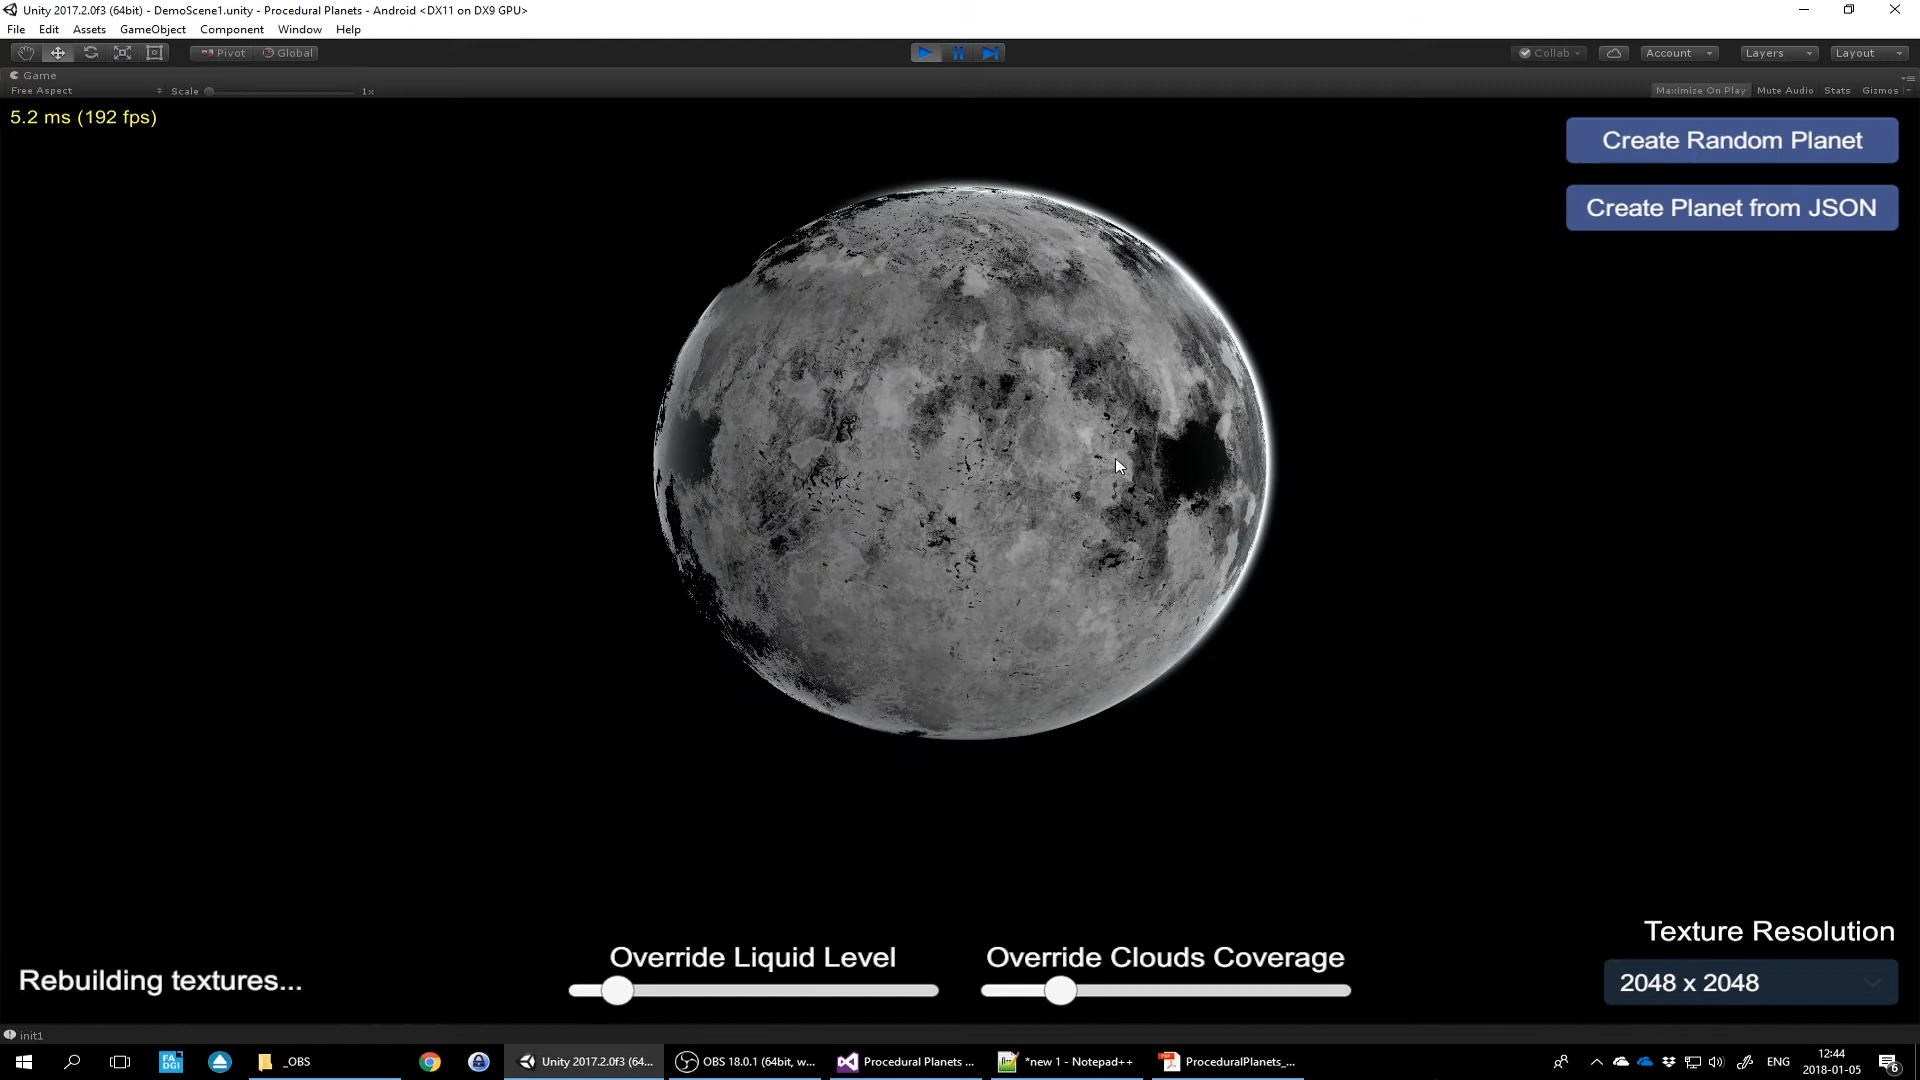 Unity 2017.2.0f3 (64bit) - DemoScene1.unity - Procedural Planets - Android <DX11 on DX9 GPU>
File Edit Assets GameObject Component Window Help
Pivot Global Collab Account Layers Layout
Game
Free Aspect Scale 1x Maximize On Play Mute Audio Stats Gizmos
5.2 ms (192 fps)
Create Random Planet
Create Planet from JSON
Texture Resolution
Override Liquid Level Override Clouds Coverage
Rebuilding textures... 2048 x 2048
init1
FA
DGI
_OBS Unity 2017.2.0f3 (64... OBS 18.0.1 (64bit, w... Procedural Planets ... *new 1 - Notepad++ ProceduralPlanets_... ENG
12:44
2018-01-05
6